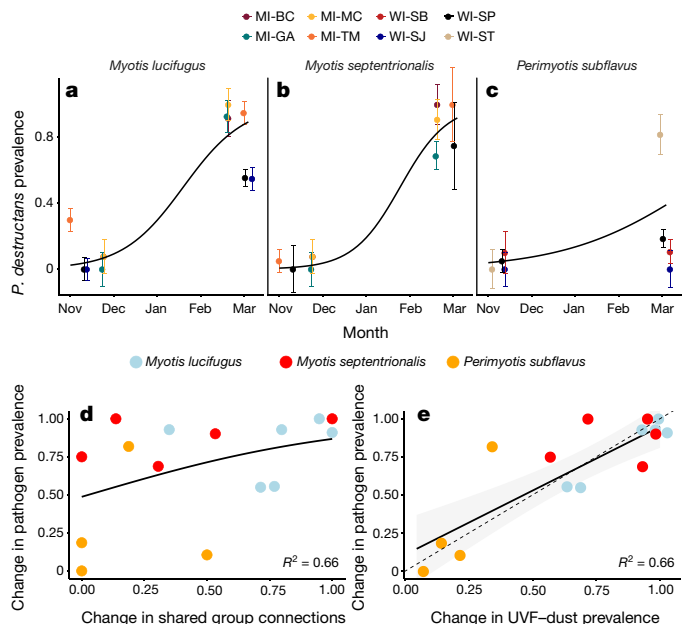 MI-BC MI-MC WI-SB WI-SP
MI-GA MI-TM WI-SJ WI-ST
Myotis lucifugus Myotis septentrionalis Perimyotis subflavus
a b c
P. destructans prevalence
0.8
0.4
0
Nov Dec Jan Feb Mar Nov Dec Jan Feb Mar Nov Dec Jan Feb Mar
Month
Myotis lucifugus Myotis septentrionalis Perimyotis subflavus
d
Change in pathogen prevalence
1.00
0.75
0.50
0.25
0
R² = 0.66
0 0.25 0.50 0.75 1.00
Change in shared group connections
e
Change in pathogen prevalence
1.00
0.75
0.50
0.25
0
R² = 0.66
0.00 0.25 0.50 0.75 1.00
Change in UVF–dust prevalence